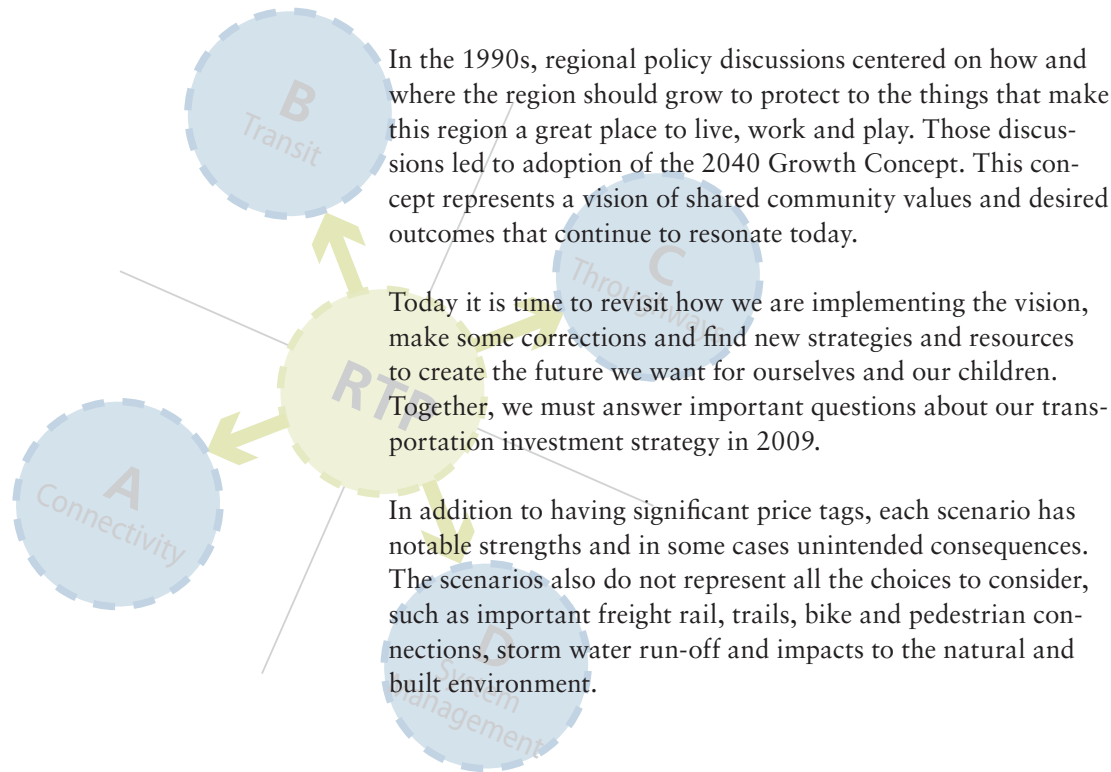 In the 1990s, regional policy discussions centered on how and
where the region should grow to protect to the things that make
this region a great place to live, work and play. Those discus-
sions led to adoption of the 2040 Growth Concept. This con-
cept represents a vision of shared community values and desired
outcomes that continue to resonate today.
Today it is time to revisit how we are implementing the vision,
make some corrections and find new strategies and resources
to create the future we want for ourselves and our children.
Together, we must answer important questions about our trans-
portation investment strategy in 2009.
In addition to having significant price tags, each scenario has
notable strengths and in some cases unintended consequences.
The scenarios also do not represent all the choices to consider,
such as important freight rail, trails, bike and pedestrian con-
nections, storm water run-off and impacts to the natural and
built environment.
B
Transit
C
Throughways
RTP
A
Connectivity
D
System
Management